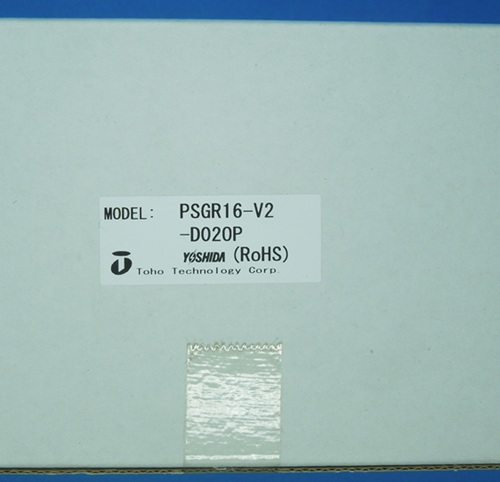 MODEL: PSGR16-V2
-D020P
YOSHIDA (RoHS)
Toho Technology Corp.